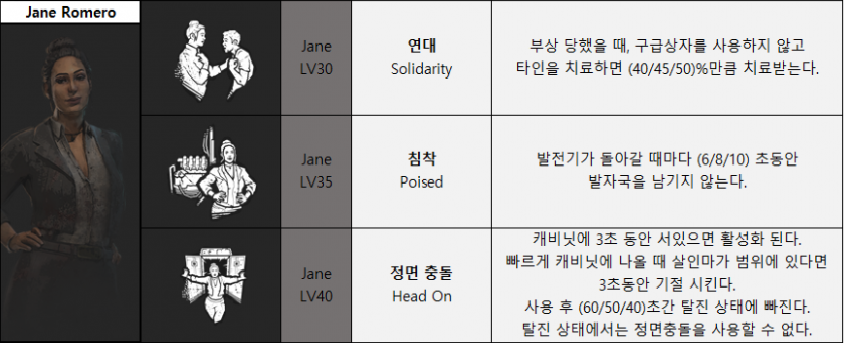 Jane Romero
Jane
LV30
연대
Solidarity
부상 당했을 때, 구급상자를 사용하지 않고
타인을 치료하면 (40/45/50)%만큼 치료받는다.
Jane
LV35
침착
Poised
발전기가 돌아갈 때마다 (6/8/10) 초동안
발자국을 남기지 않는다.
Jane
LV40
정면 충돌
Head On
캐비닛에 3초 동안 서있으면 활성화 된다.
빠르게 캐비닛에 나올 때 살인마가 범위에 있다면
3초동안 기절 시킨다.
사용 후 (60/50/40)초간 탈진 상태에 빠진다.
탈진 상태에서는 정면충돌을 사용할 수 없다.